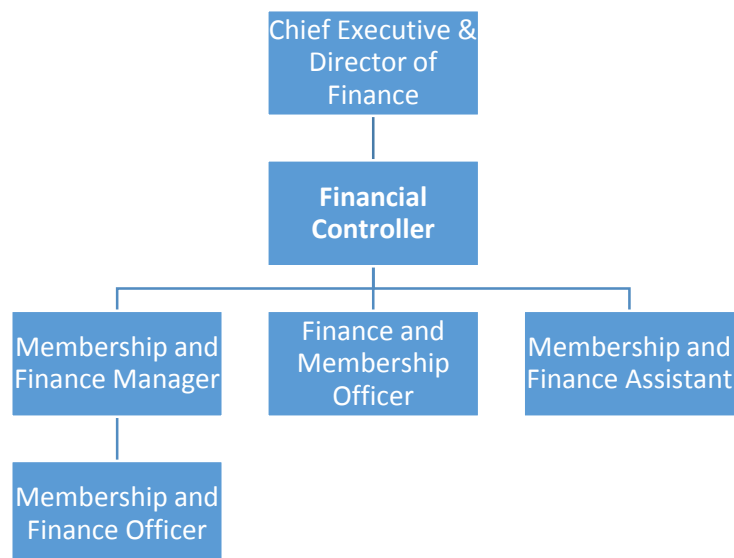 Chief Executive &
Director of
Finance
Financial
Controller
Membership and
Finance Manager
Finance and
Membership
Officer
Membership and
Finance Assistant
Membership and
Finance Officer